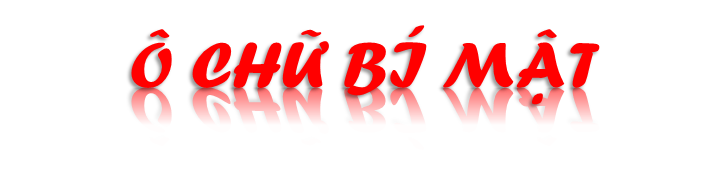 Ô CHỮ BÍ MẬT